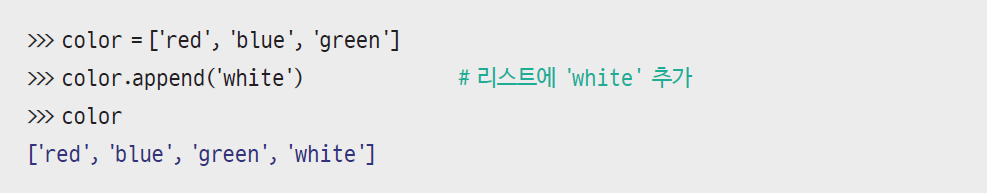 >>> color = ['red', 'blue', 'green']
>>> color.append('white') # 리스트에 'white' 추가
>>> color
['red', 'blue', 'green', 'white']